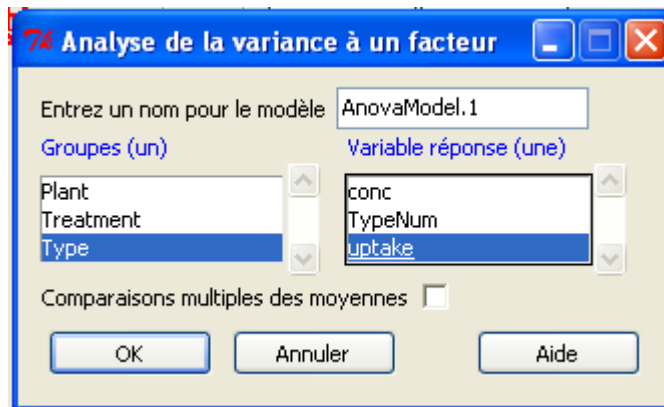 Analyse de la variance à un facteur
Entrez un nom pour le modèle AnovaModel.1
Groupes (un) Variable réponse (une)
Plant conc
Treatment TypeNum
Type uptake
Comparaisons multiples des moyennes
OK Annuler Aide